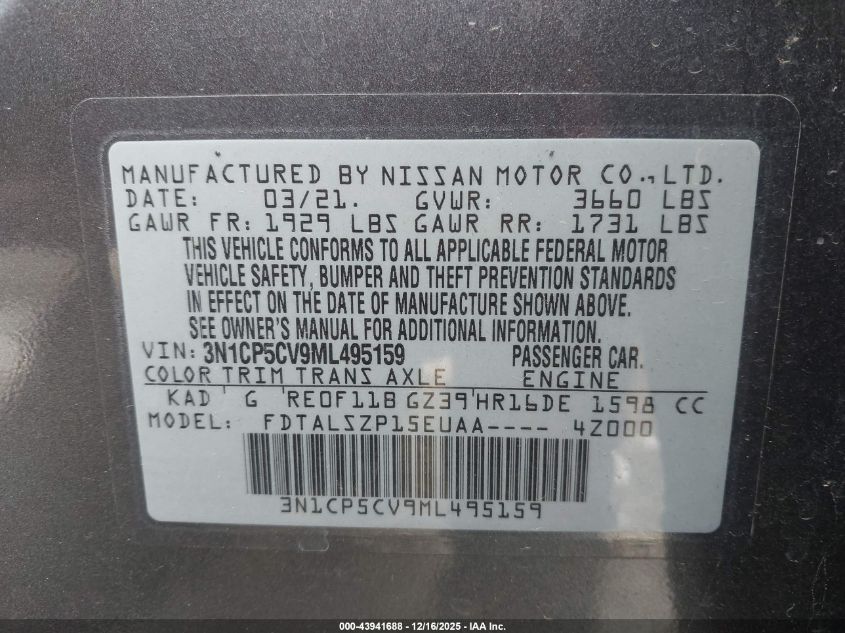 MANUFACTURED BY NISSAN MOTOR CO.,LTD.
DATE: 03/21. GVWR: 3660 LBS
GAWR FR: 1929 LBS GAWR RR: 1731 LBS
THIS VEHICLE CONFORMS TO ALL APPLICABLE FEDERAL MOTOR
VEHICLE SAFETY, BUMPER AND THEFT PREVENTION STANDARDS
IN EFFECT ON THE DATE OF MANUFACTURE SHOWN ABOVE.
SEE OWNER'S MANUAL FOR ADDITIONAL INFORMATION.
VIN: 3N1CP5CV9ML495159 PASSENGER CAR.
COLOR TRIM TRANS AXLE ENGINE
KAD G RE0F11B GZ39 HR16DE 1598 CC
MODEL: FDTALSZP15EUAA---- 4Z000
3N1CP5CV9ML495159
000-43941688 - 12/16/2025 - IAA Inc.